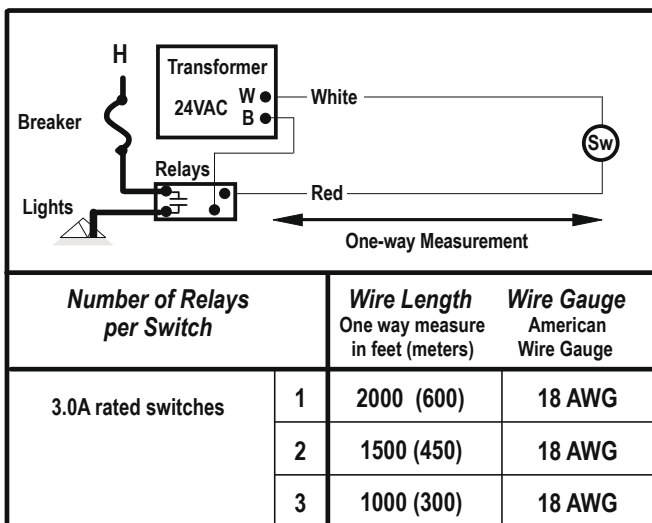 H
Transformer
24VAC
W
B
White
Breaker
Sw
Relays
Red
Lights
One-way Measurement
Number of Relays
per Switch
Wire Length
One way measure
in feet (meters)
Wire Gauge
American
Wire Gauge
3.0A rated switches
1
2000 (600)
18 AWG
2
1500 (450)
18 AWG
3
1000 (300)
18 AWG